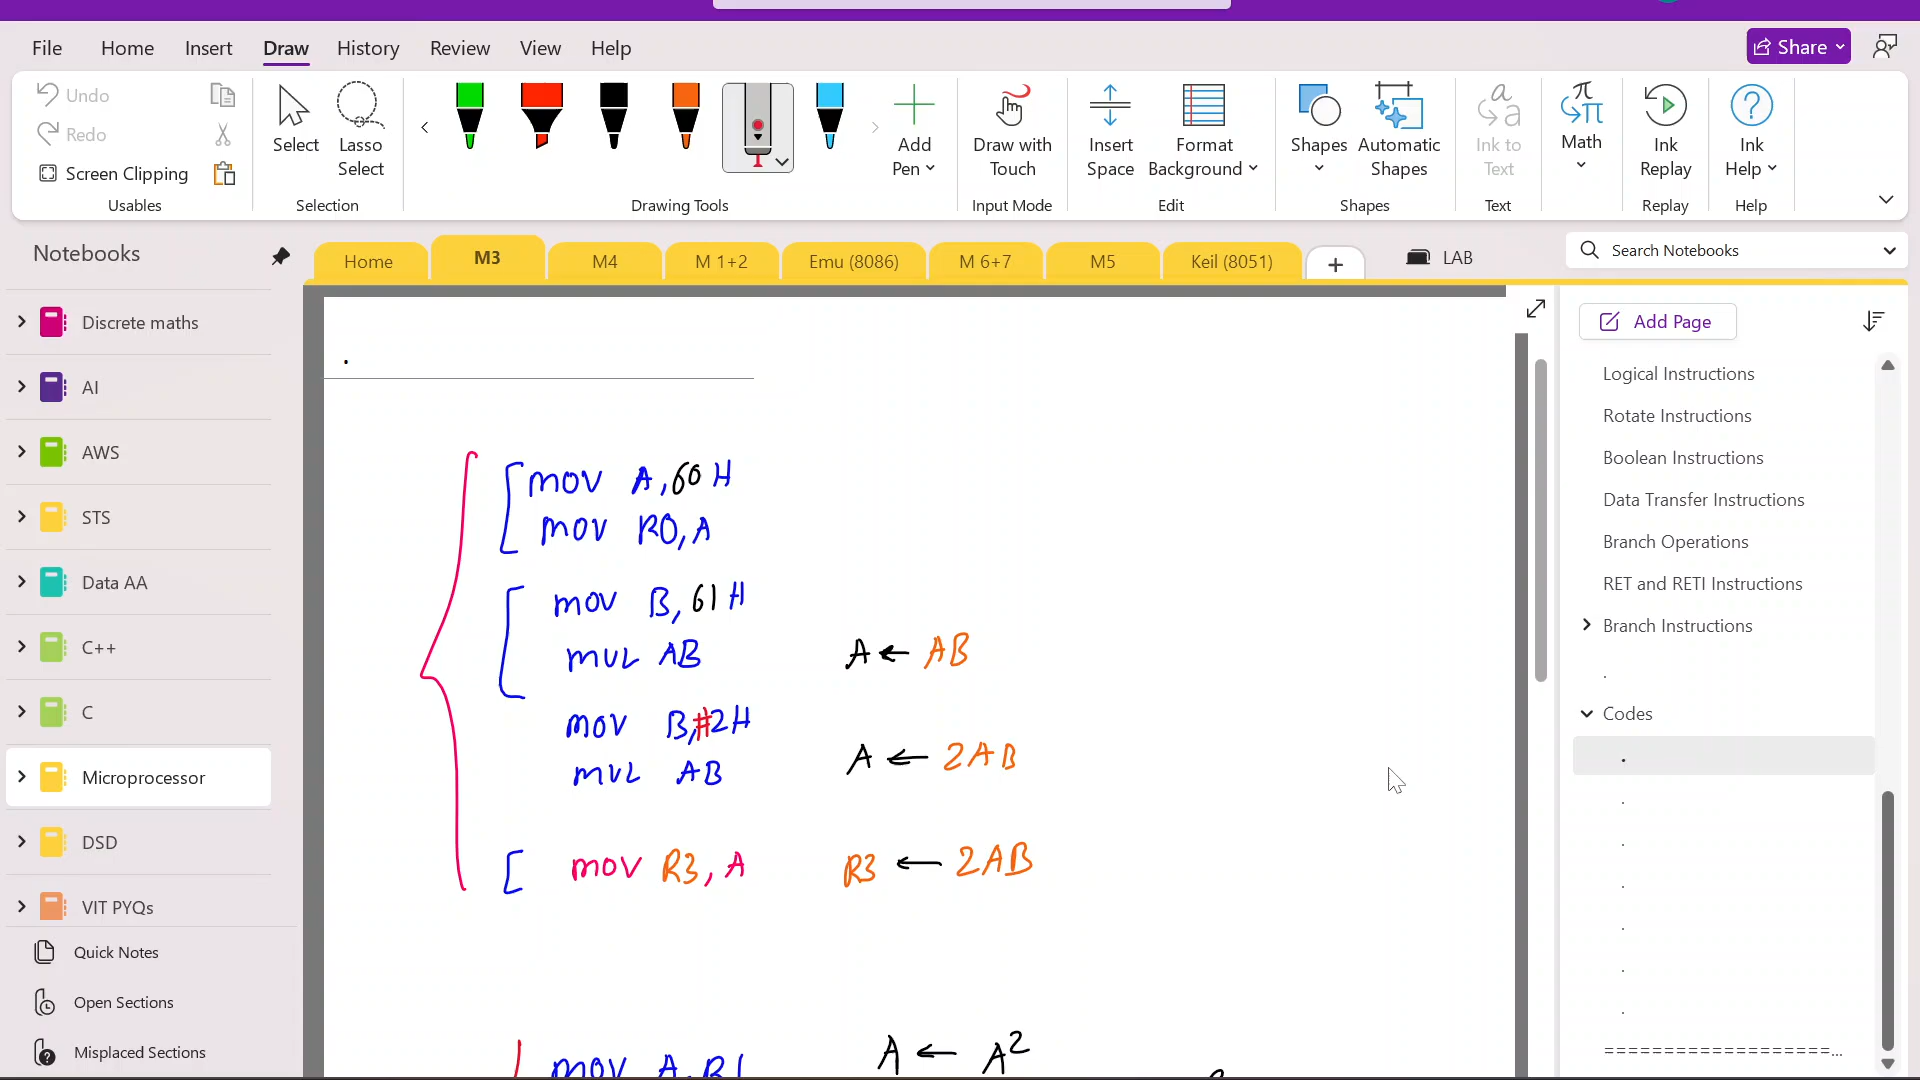 File Home Insert Draw History Review View Help Share
Undo
Redo
Screen Clipping
Usables
Select
Lasso Select
Selection
Drawing Tools
Add Pen
Draw with Touch
Input Mode
Insert Space
Format Background
Edit
Shapes
Automatic Shapes
Shapes
Ink to Text
Text
Math
Ink Replay
Replay
Ink Help
Help
Notebooks
Home M3 M4 M 1+2 Emu (8086) M 6+7 M5 Keil (8051) + LAB
Search Notebooks
Discrete maths
AI
AWS
STS
Data AA
C++
C
Microprocessor
DSD
VIT PYQs
Quick Notes
Open Sections
Misplaced Sections
.
mov A, 60 H
mov R0, A
mov B, 61 H
mUL AB A ← AB
mov B, #2H
mUL AB A ← 2AB
mov R3, A R3 ← 2AB
mov A, R1 A ← A²
Add Page
Logical Instructions
Rotate Instructions
Boolean Instructions
Data Transfer Instructions
Branch Operations
RET and RETI Instructions
Branch Instructions
.
Codes
.
.
.
.
.
.
.
====================...